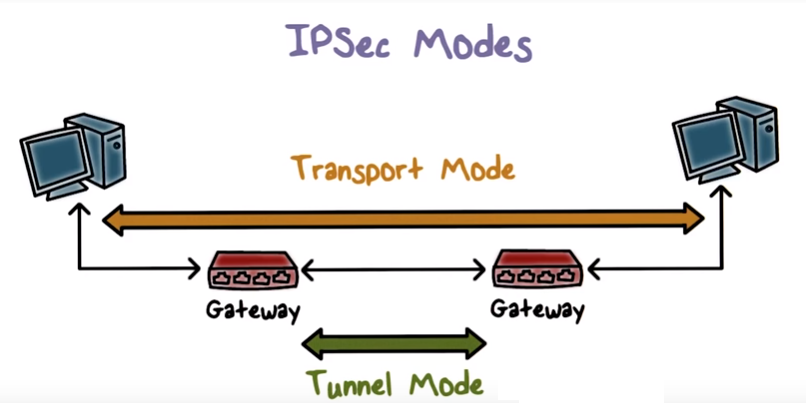 IPSec Modes
Transport Mode
Gateway
Gateway
Tunnel Mode